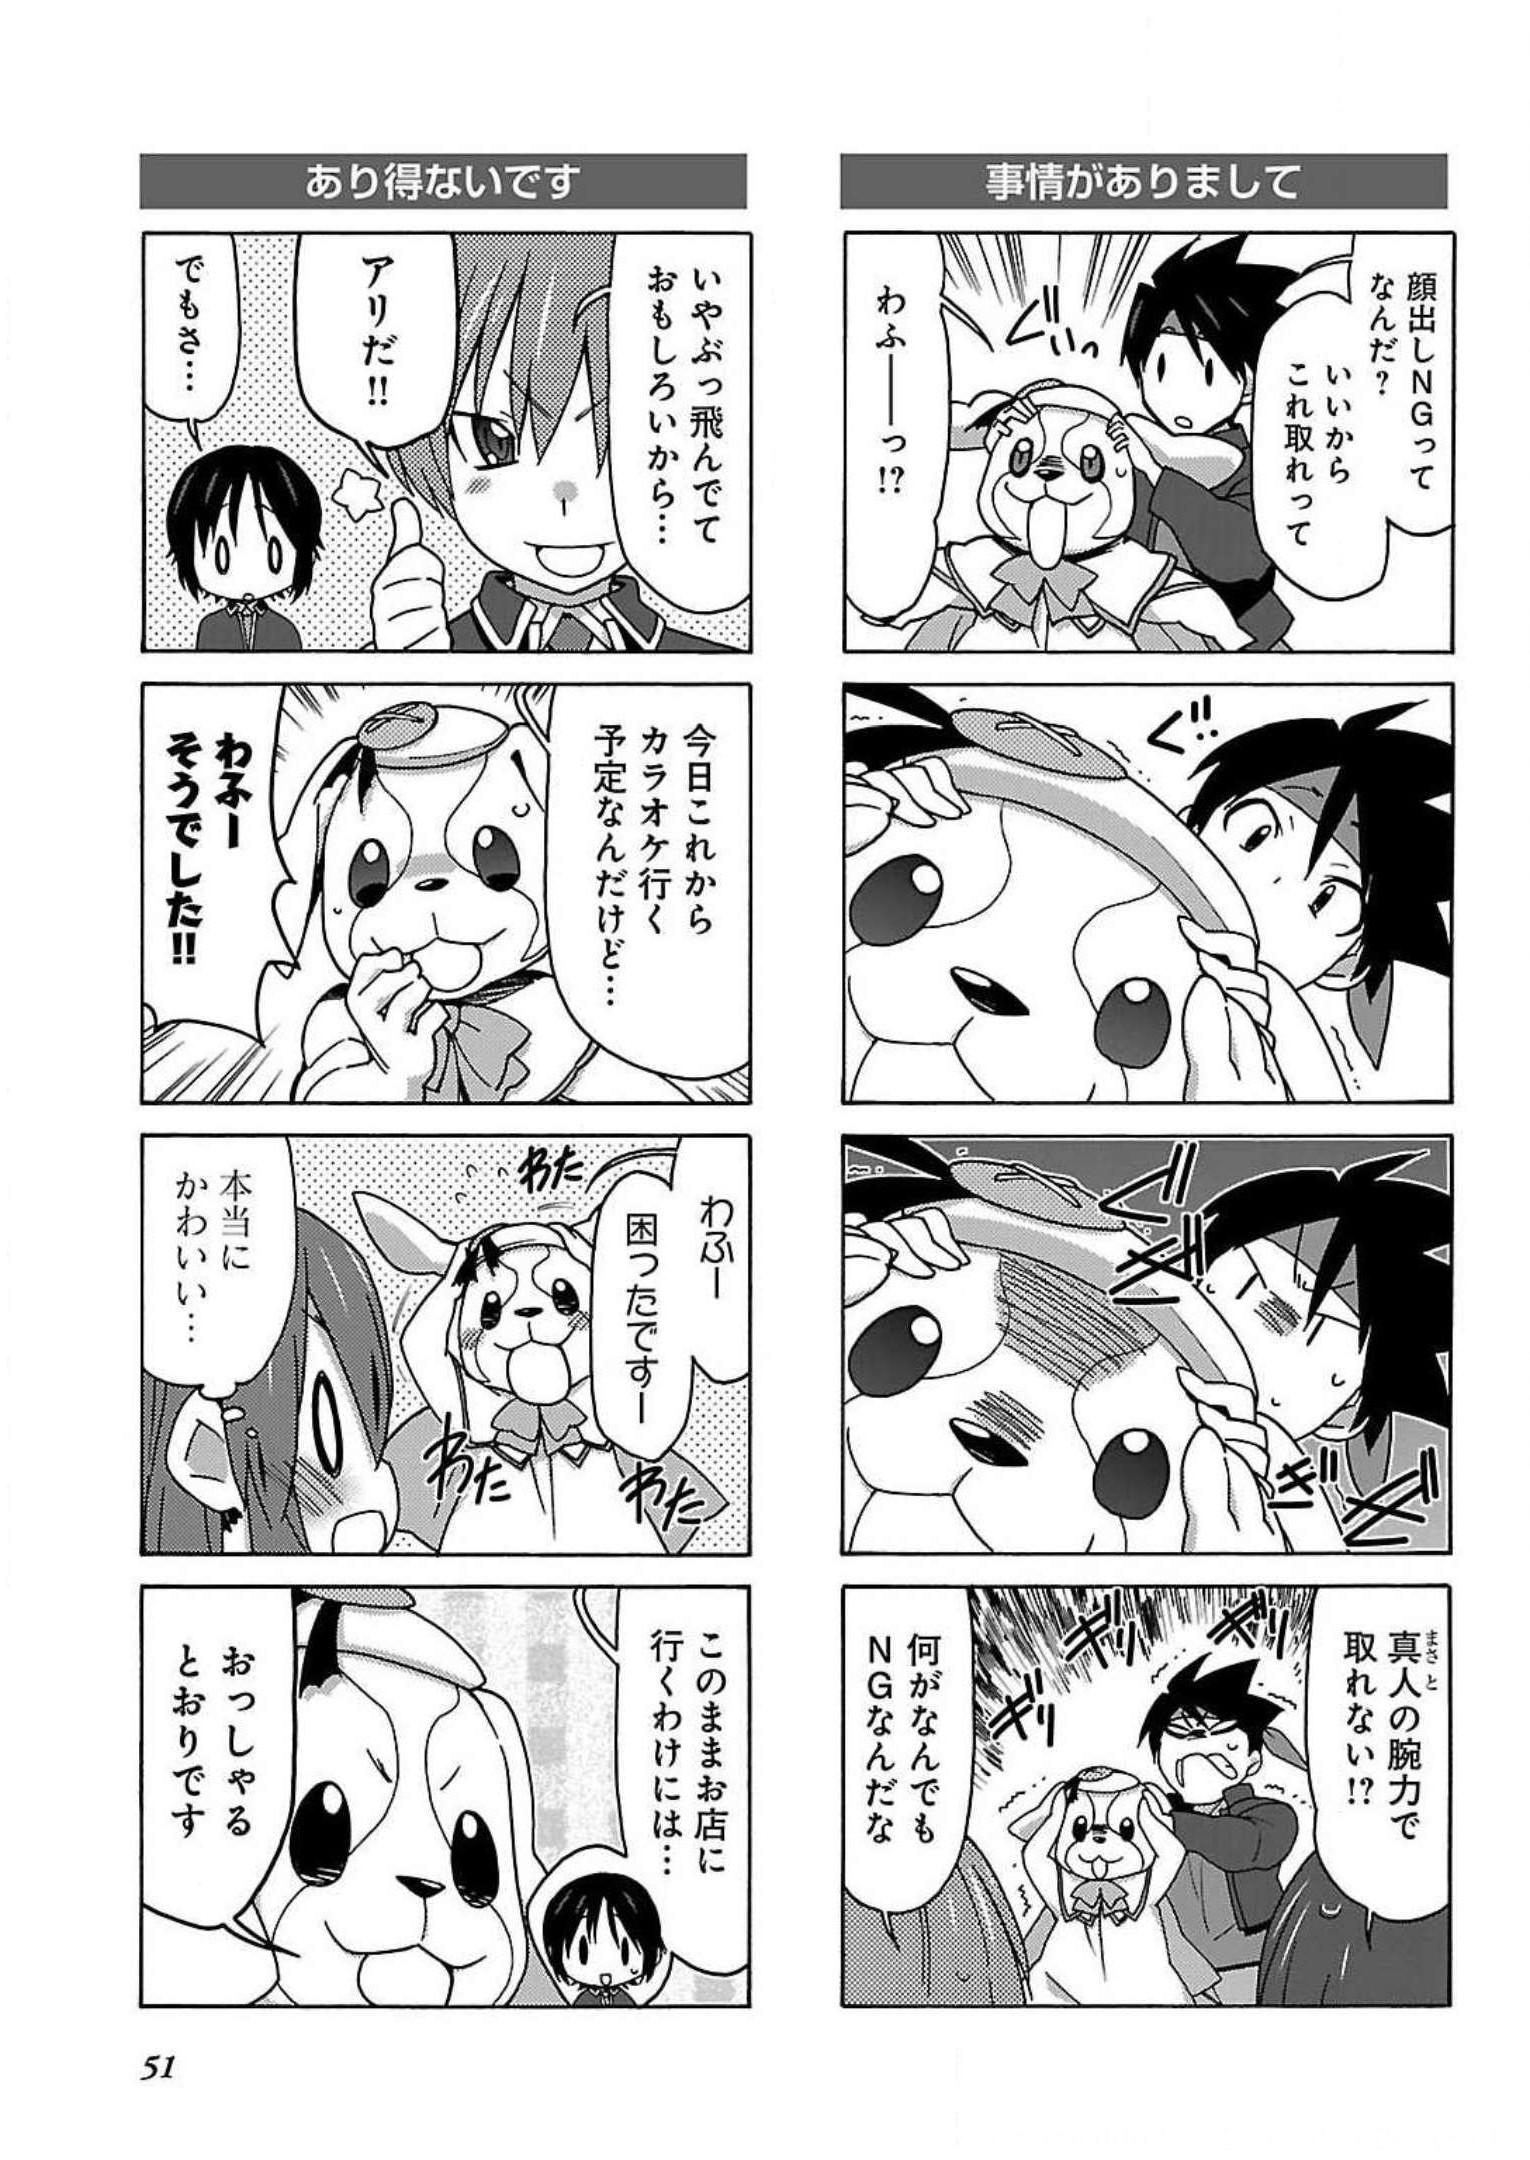 事情がありまして
顔出しNGって
なんだ?
いいから
これ取れって
ぐいっ
わふーーっ!?
ぐ!!
ぐぐぐ
ぎ!!
ぐぐぐ
真人の腕力で
まさと
取れない!?
ギリ
ギリ
ギリ
何がなんでも
NGなんだな
あり得ないです
いやぶっ飛んでて
おもしろいから…
アリだ!!
でもさ…
今日これから
カラオケ行く
予定なんだけど…
わふー
そうでした!!
わふー
困ったですー
わた
わた
わた
本当に
かわいい…
このままお店に
行くわけには…
おっしゃる
とおりです
51